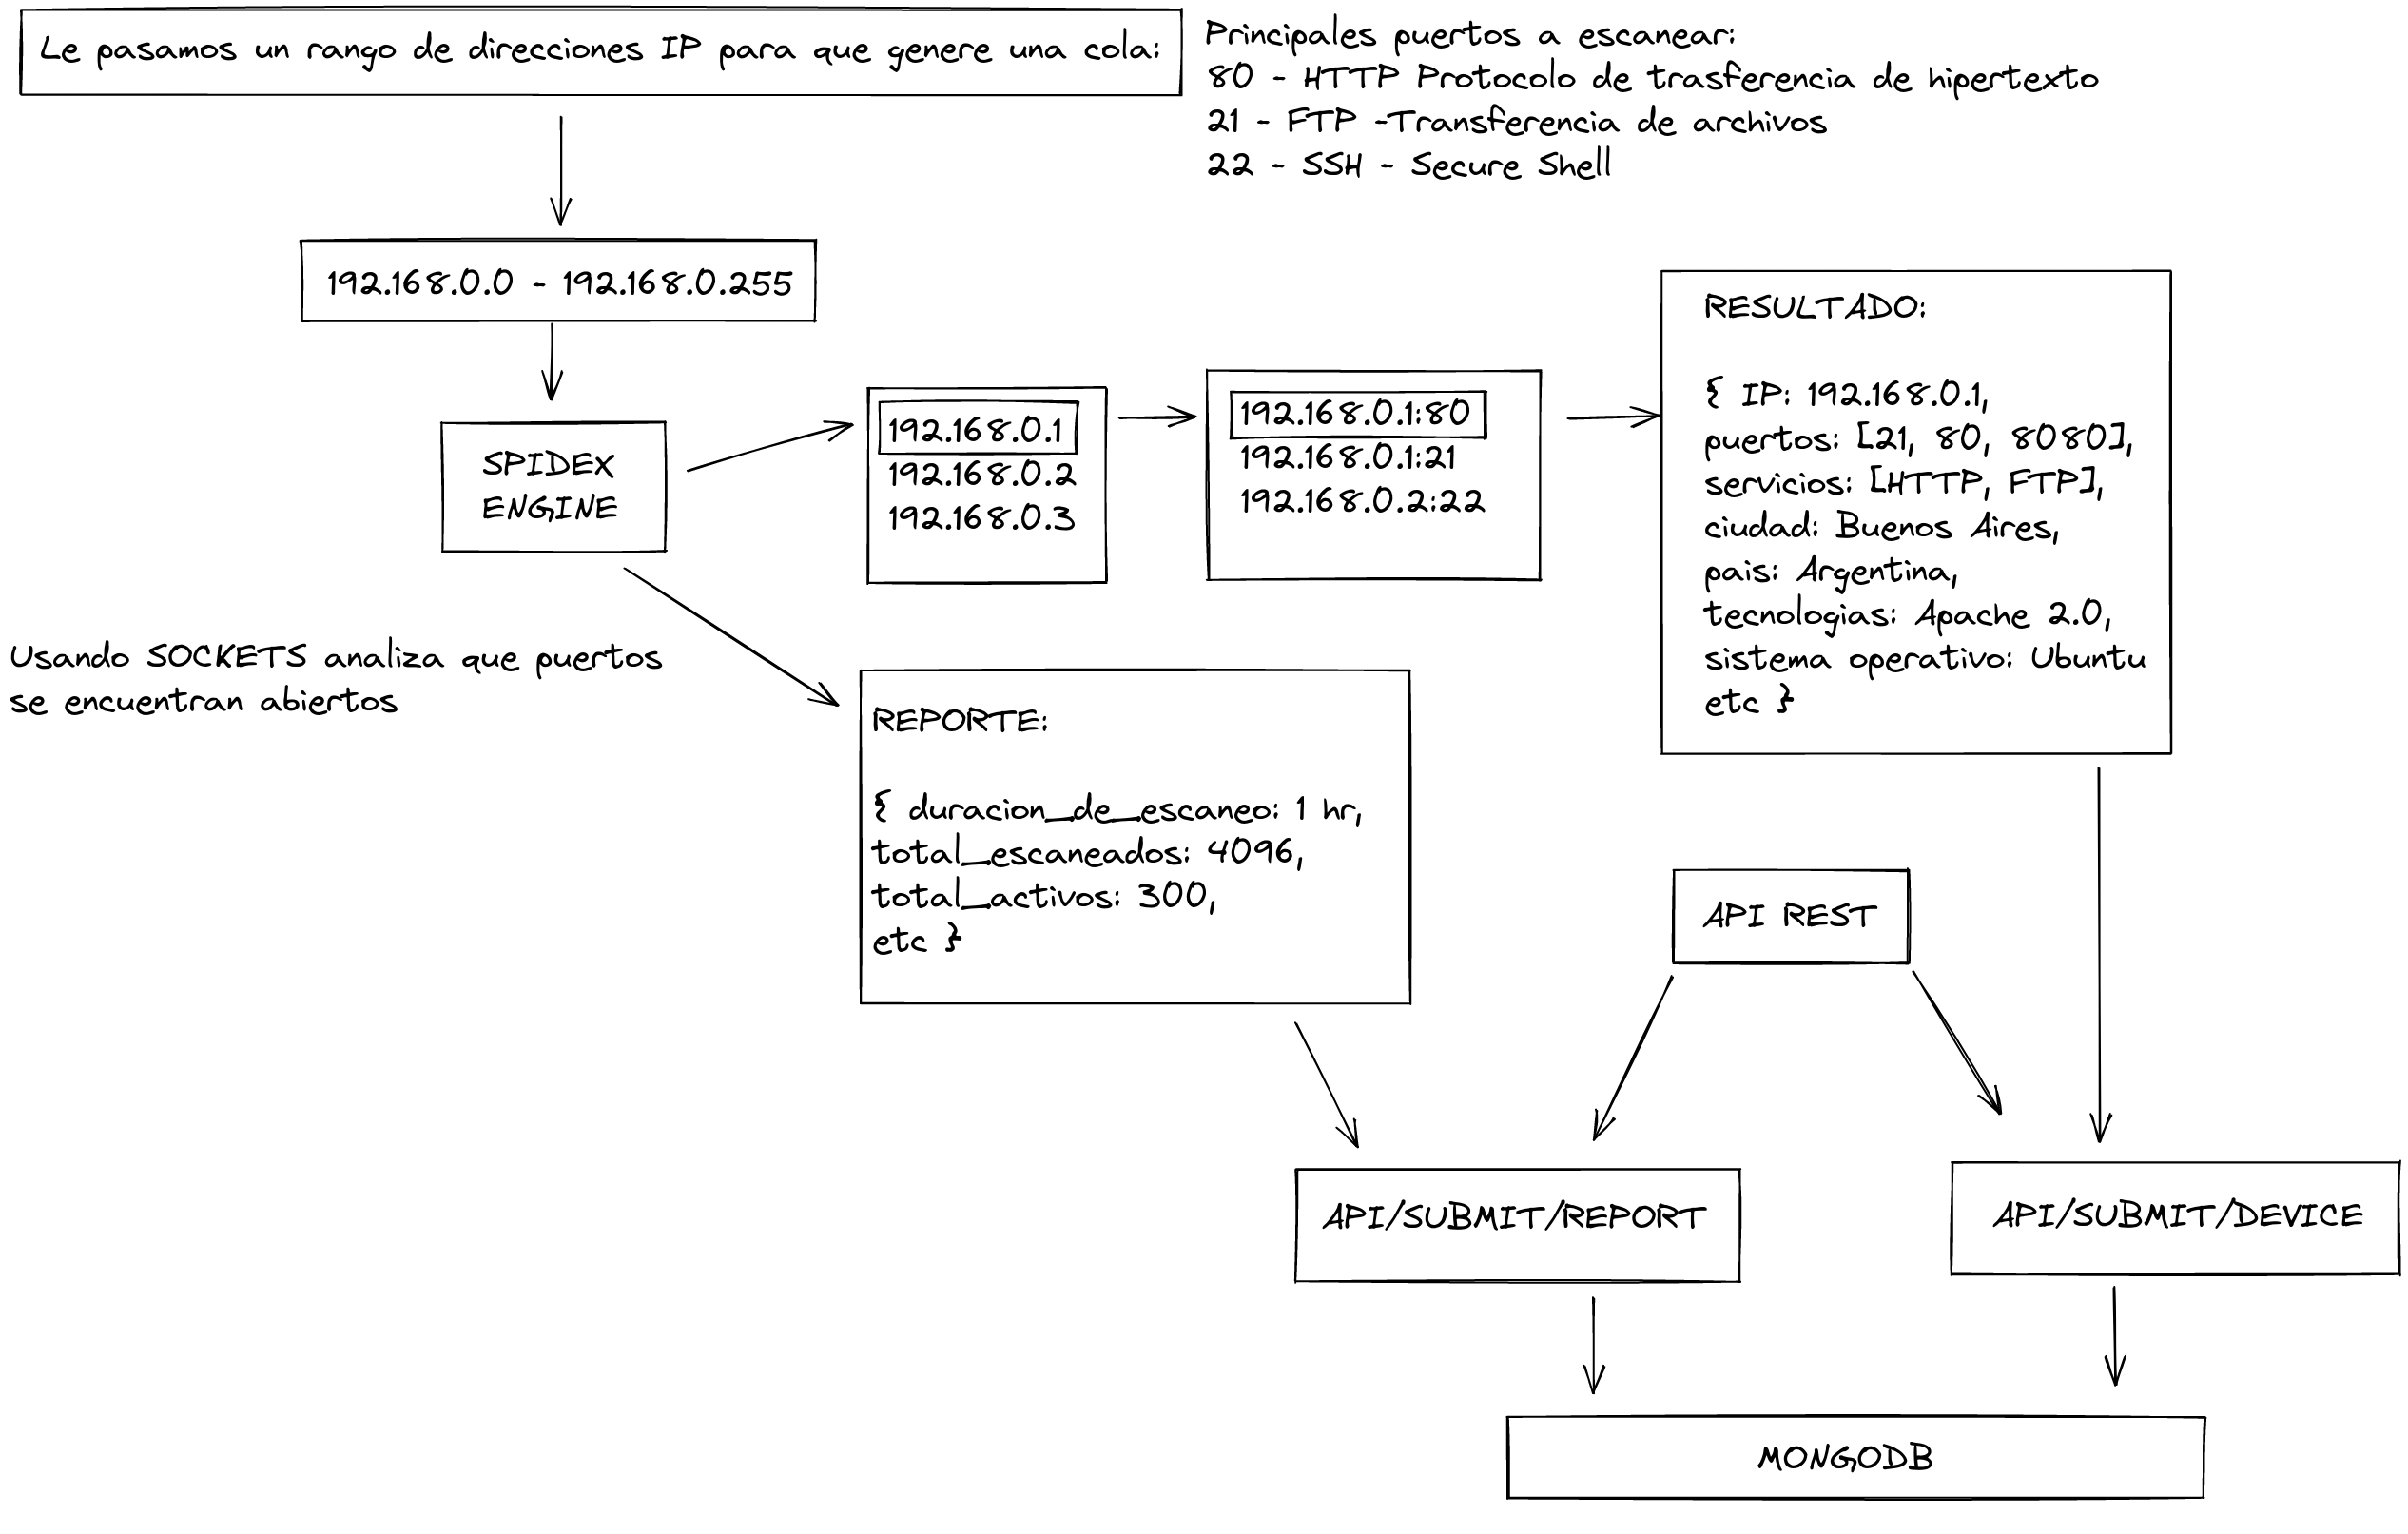 Le pasamos un rango de direcciones IP para que genere una cola:
Principales puertos a escanear:
80 - HTTP Protocolo de trasferencia de hipertexto
21 - FTP -Transferencia de archivos
22 - SSH - Secure Shell
192.168.0.0 - 192.168.0.255
SPIDEX
ENGINE
192.168.0.1
192.168.0.2
192.168.0.3
192.168.0.1:80
192.168.0.1:21
192.168.0.2:22
RESULTADO:
{ IP: 192.168.0.1,
puertos: [21, 80, 8080],
servicios: [HTTP, FTP],
ciudad: Buenos Aires,
pais: Argentina,
tecnologias: Apache 2.0,
sistema operativo: Ubuntu
etc }
Usando SOCKETS analiza que puertos
se encuentran abiertos
REPORTE:
{ duracion_de_escaneo: 1 hr,
total_escaneados: 4096,
total_activos: 300,
etc }
API REST
API/SUBMIT/REPORT
API/SUBMIT/DEVICE
MONGODB